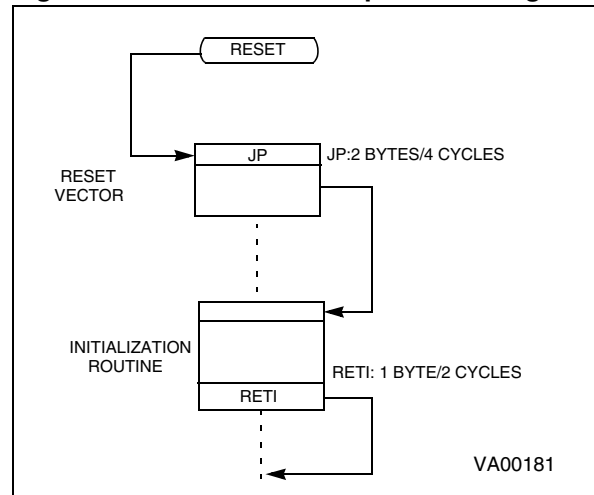 RESET
JP
JP:2 BYTES/4 CYCLES
RESET
VECTOR
INITIALIZATION
ROUTINE
RETI: 1 BYTE/2 CYCLES
RETI
VA00181